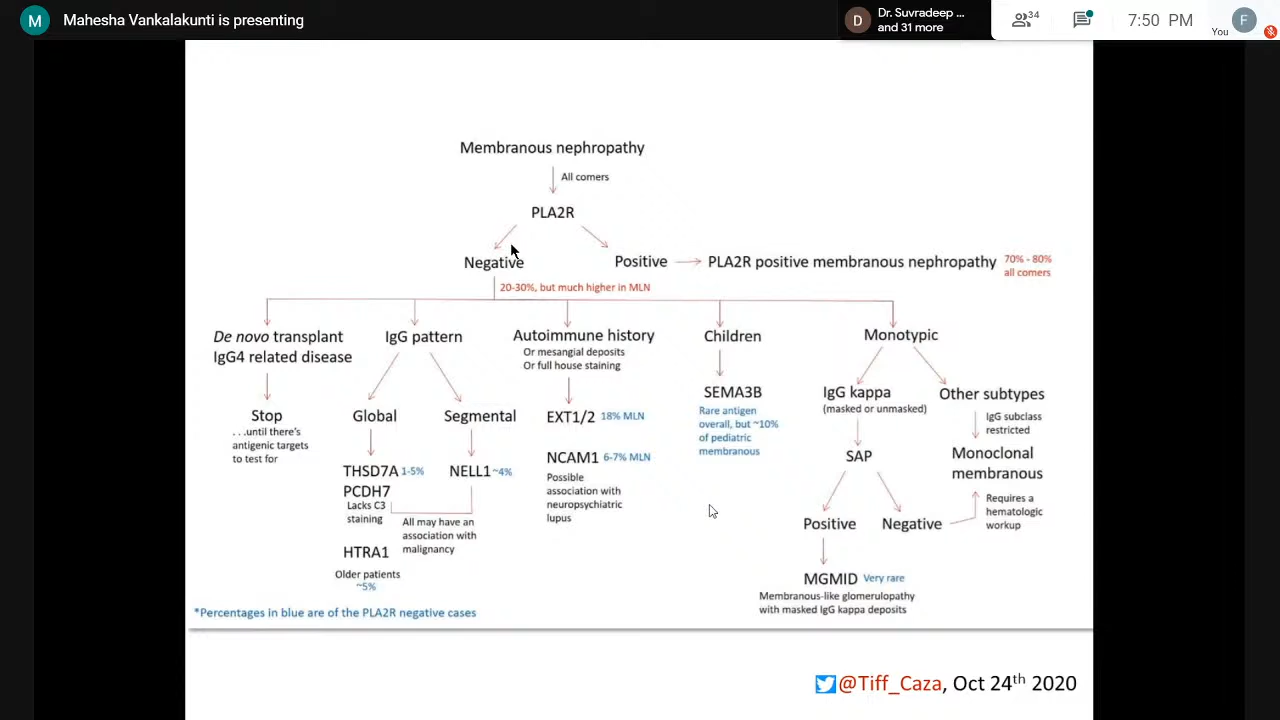 M Mahesha Vankalakunti is presenting
D Dr. Suvradeep ...
and 31 more
34
7:50 PM
You
F
Membranous nephropathy
All comers
PLA2R
Negative
Positive
PLA2R positive membranous nephropathy
70% - 80%
all comers
20-30%, but much higher in MLN
De novo transplant
IgG4 related disease
Stop
...until there's
antigenic targets
to test for
IgG pattern
Global
THSD7A 1-5%
PCDH7
Lacks C3
staining
HTRA1
Older patients
~5%
Segmental
NELL1 ~4%
All may have an
association with
malignancy
Autoimmune history
Or mesangial deposits
Or full house staining
EXT1/2 18% MLN
NCAM1 6-7% MLN
Possible
association with
neuropsychiatric
lupus
Children
SEMA3B
Rare antigen
overall, but ~10%
of pediatric
membranous
Monotypic
IgG kappa
(masked or unmasked)
SAP
Positive
Negative
MGMID Very rare
Membranous-like glomerulopathy
with masked IgG kappa deposits
Other subtypes
IgG subclass
restricted
Monoclonal
membranous
Requires a
hematologic
workup
*Percentages in blue are of the PLA2R negative cases
@Tiff_Caza, Oct 24th 2020